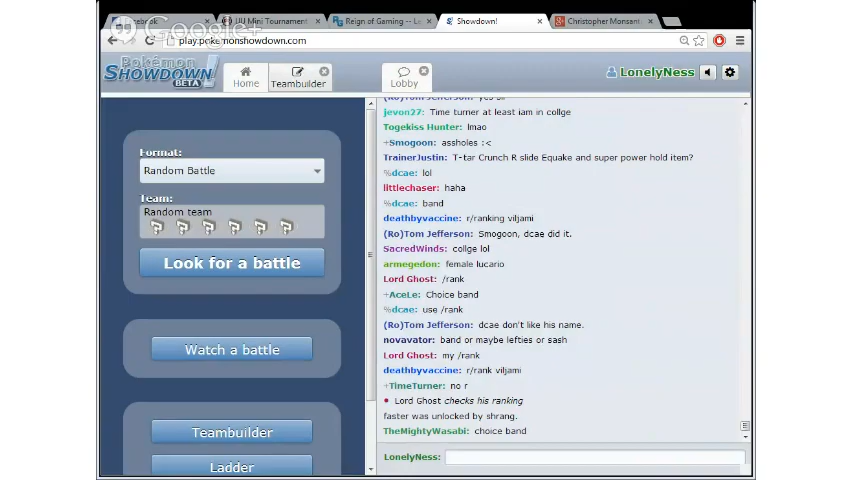 Facebook
UU Mini Tournament
Reign of Gaming -- Le
Showdown!
Christopher Monsant
Google+
play.pokemonshowdown.com
Pokémon
SHOWDOWN!
BETA
Home
Teambuilder
Lobby
LonelyNess
Format:
Random Battle
Team:
Random team
Look for a battle
Watch a battle
Teambuilder
Ladder
jevon27: Time turner at least iam in collge
Togekiss Hunter: lmao
+Smogoon: assholes :<
TrainerJustin: T-tar Crunch R slide Equake and super power hold item?
%dcae: lol
littlechaser: haha
%dcae: band
deathbyvaccine: r/ranking viljami
(Ro)Tom Jefferson: Smogoon, dcae did it.
SacredWinds: collge lol
armegedon: female lucario
Lord Ghost: /rank
+AceLe: Choice band
%dcae: use /rank
(Ro)Tom Jefferson: dcae don't like his name.
novavator: band or maybe lefties or sash
Lord Ghost: my /rank
deathbyvaccine: r/rank viljami
+TimeTurner: no r
• Lord Ghost checks his ranking
faster was unlocked by shrang.
TheMightyWasabi: choice band
LonelyNess: